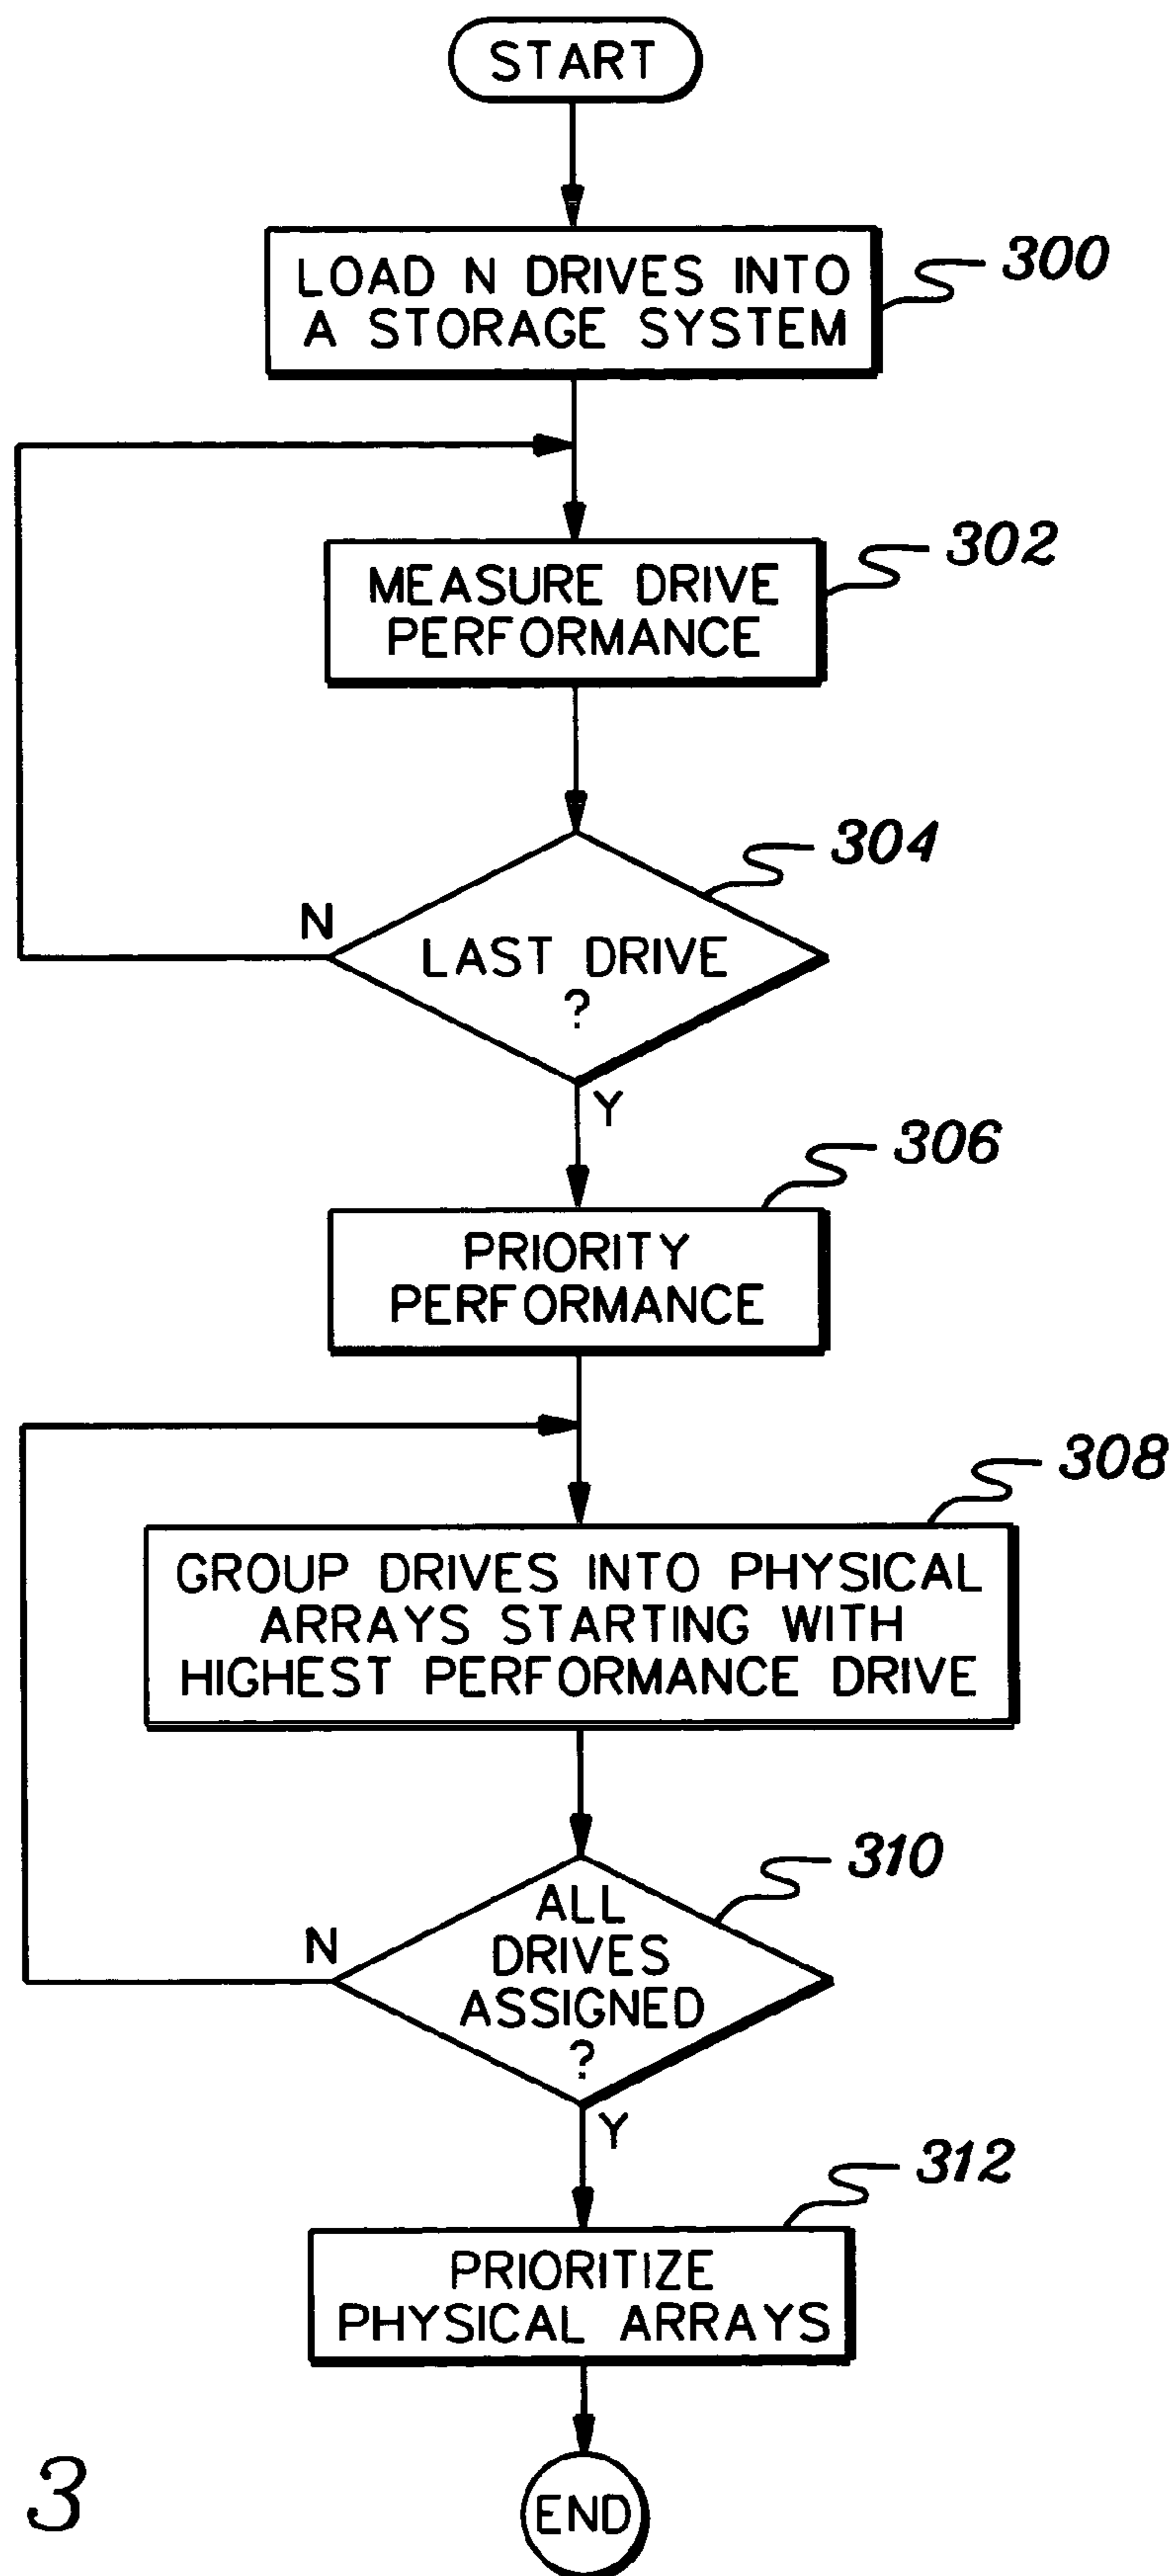 START
LOAD N DRIVES INTO
A STORAGE SYSTEM
300
MEASURE DRIVE
PERFORMANCE
302
304
N
LAST DRIVE
?
Y
306
PRIORITY
PERFORMANCE
308
GROUP DRIVES INTO PHYSICAL
ARRAYS STARTING WITH
HIGHEST PERFORMANCE DRIVE
310
N
ALL
DRIVES
ASSIGNED
?
Y
312
PRIORITIZE
PHYSICAL ARRAYS
3
END